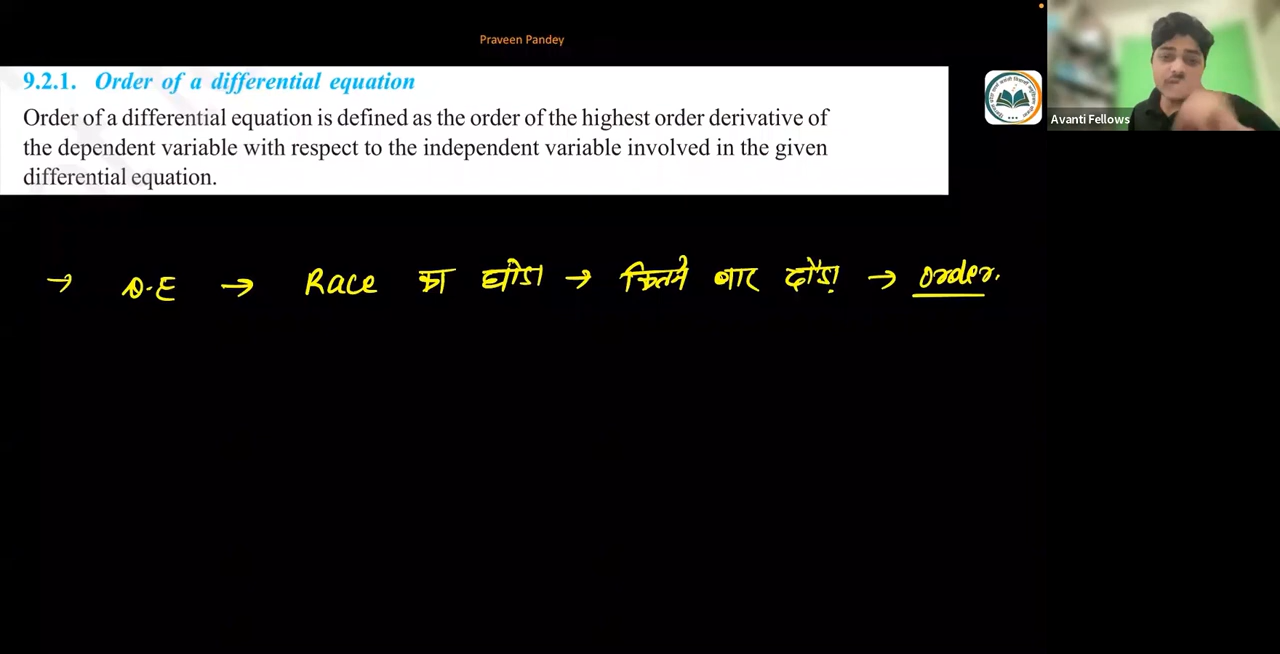 Praveen Pandey
9.2.1. Order of a differential equation
Order of a differential equation is defined as the order of the highest order derivative of
the dependent variable with respect to the independent variable involved in the given
differential equation.
Avanti Fellows
→ D.E → Race का घोडा → कितने बार दौड़ा → order.